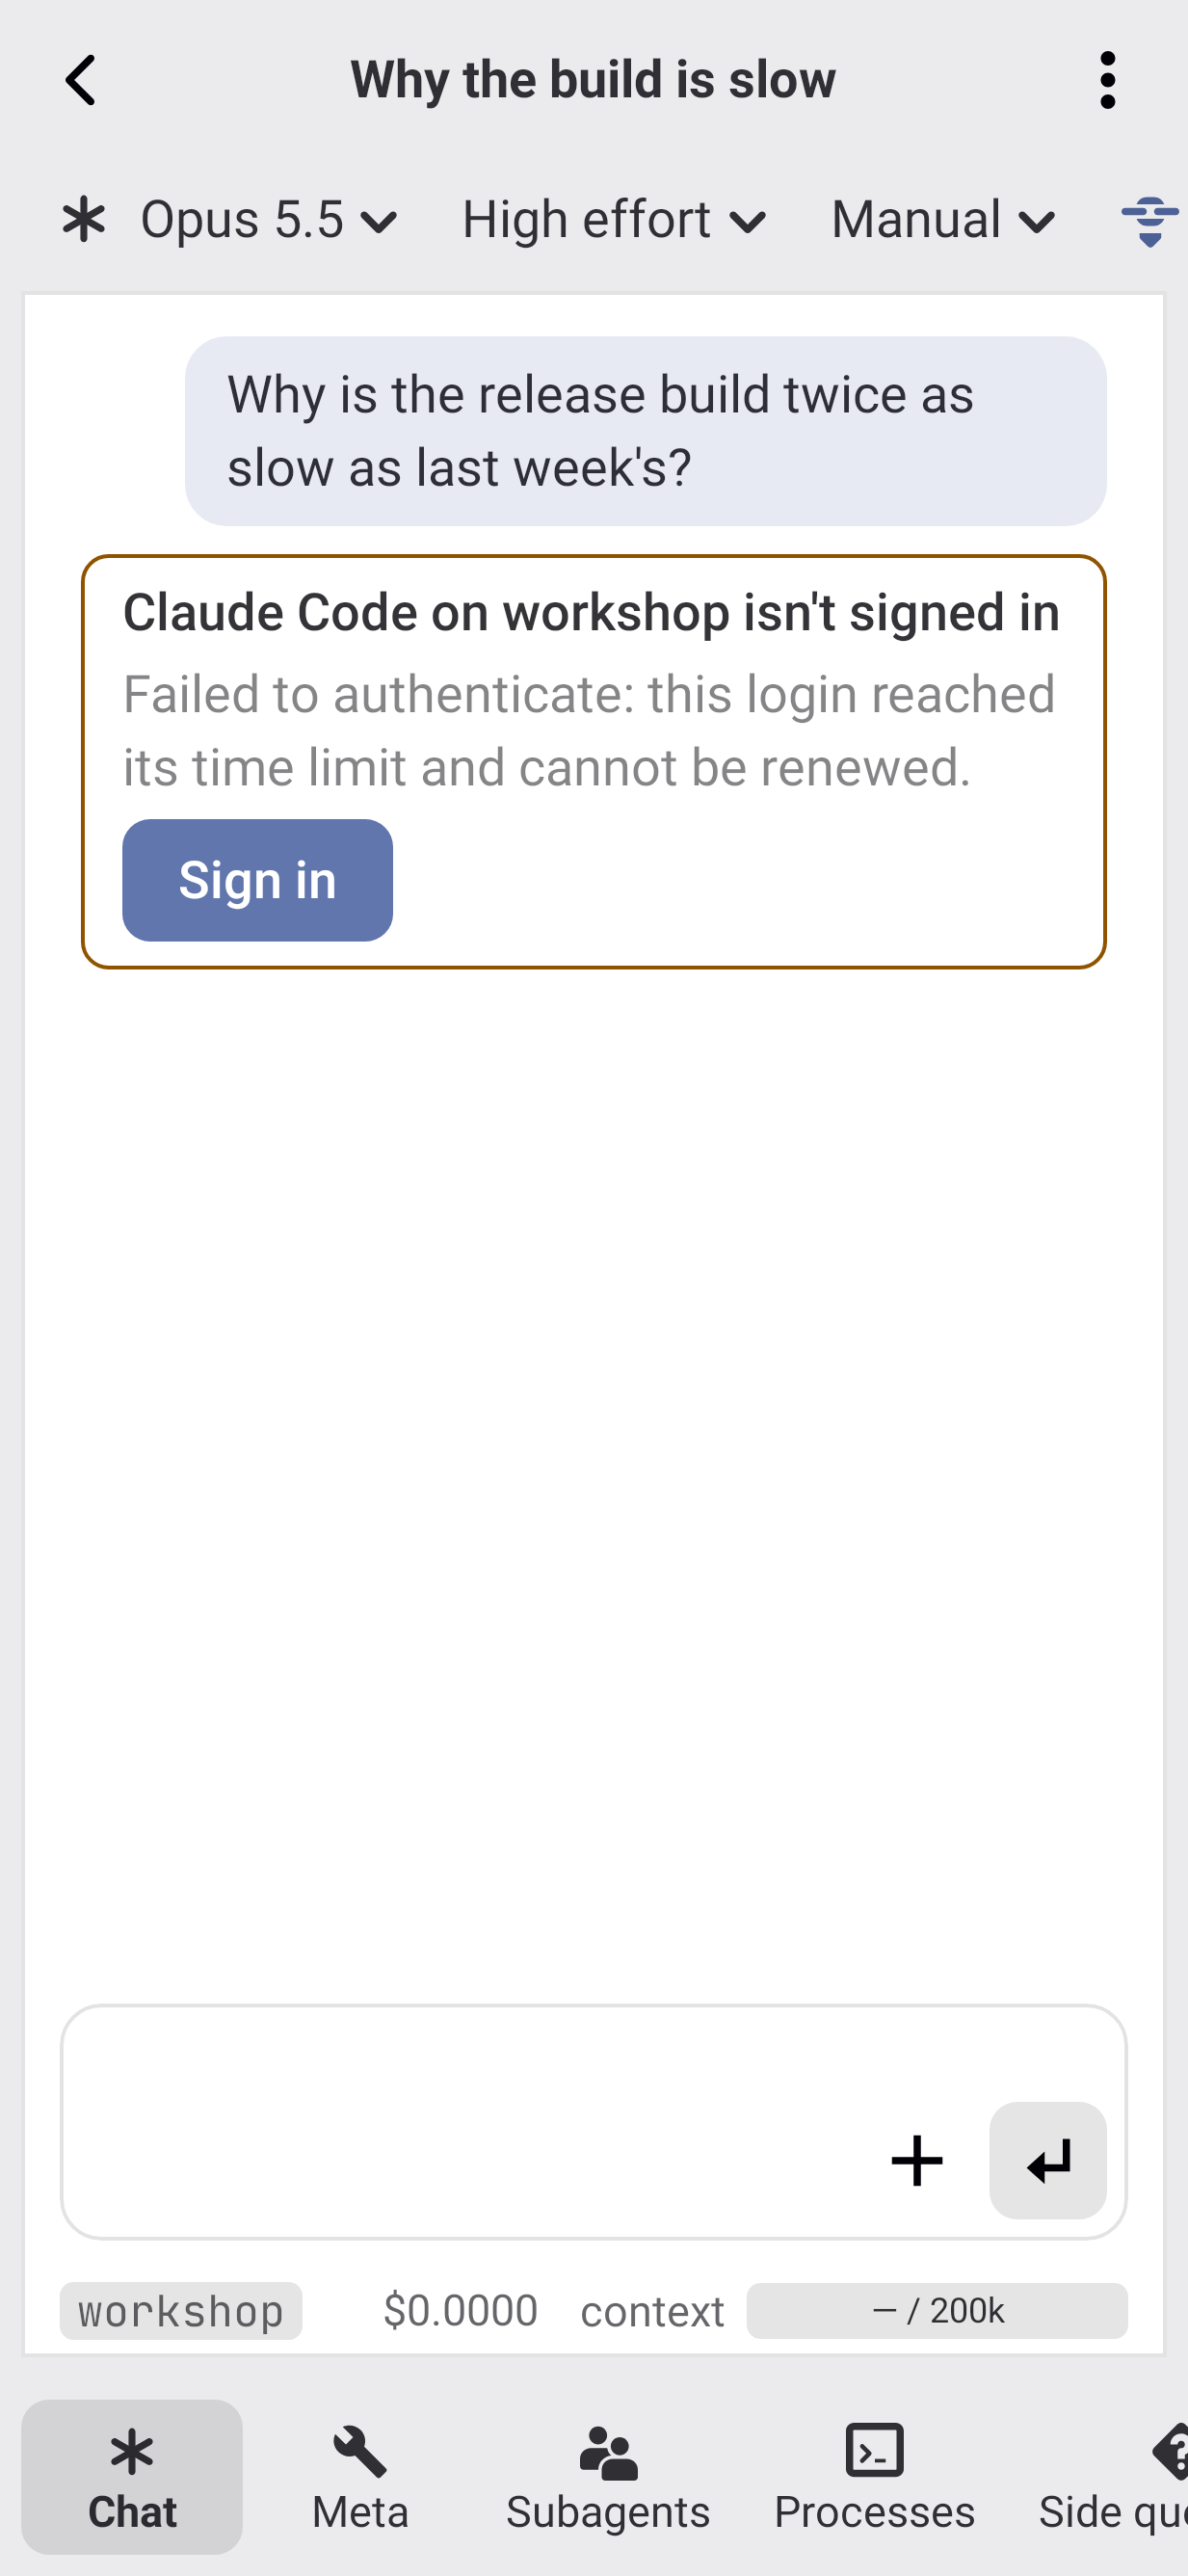 Why the build is slow
Opus 5.5
High effort
Manual
Why is the release build twice as
slow as last week's?
Claude Code on workshop isn't signed in
Failed to authenticate: this login reached
its time limit and cannot be renewed.
Sign in
workshop
$0.0000
context
— / 200k
Chat
Meta
Subagents
Processes
Side